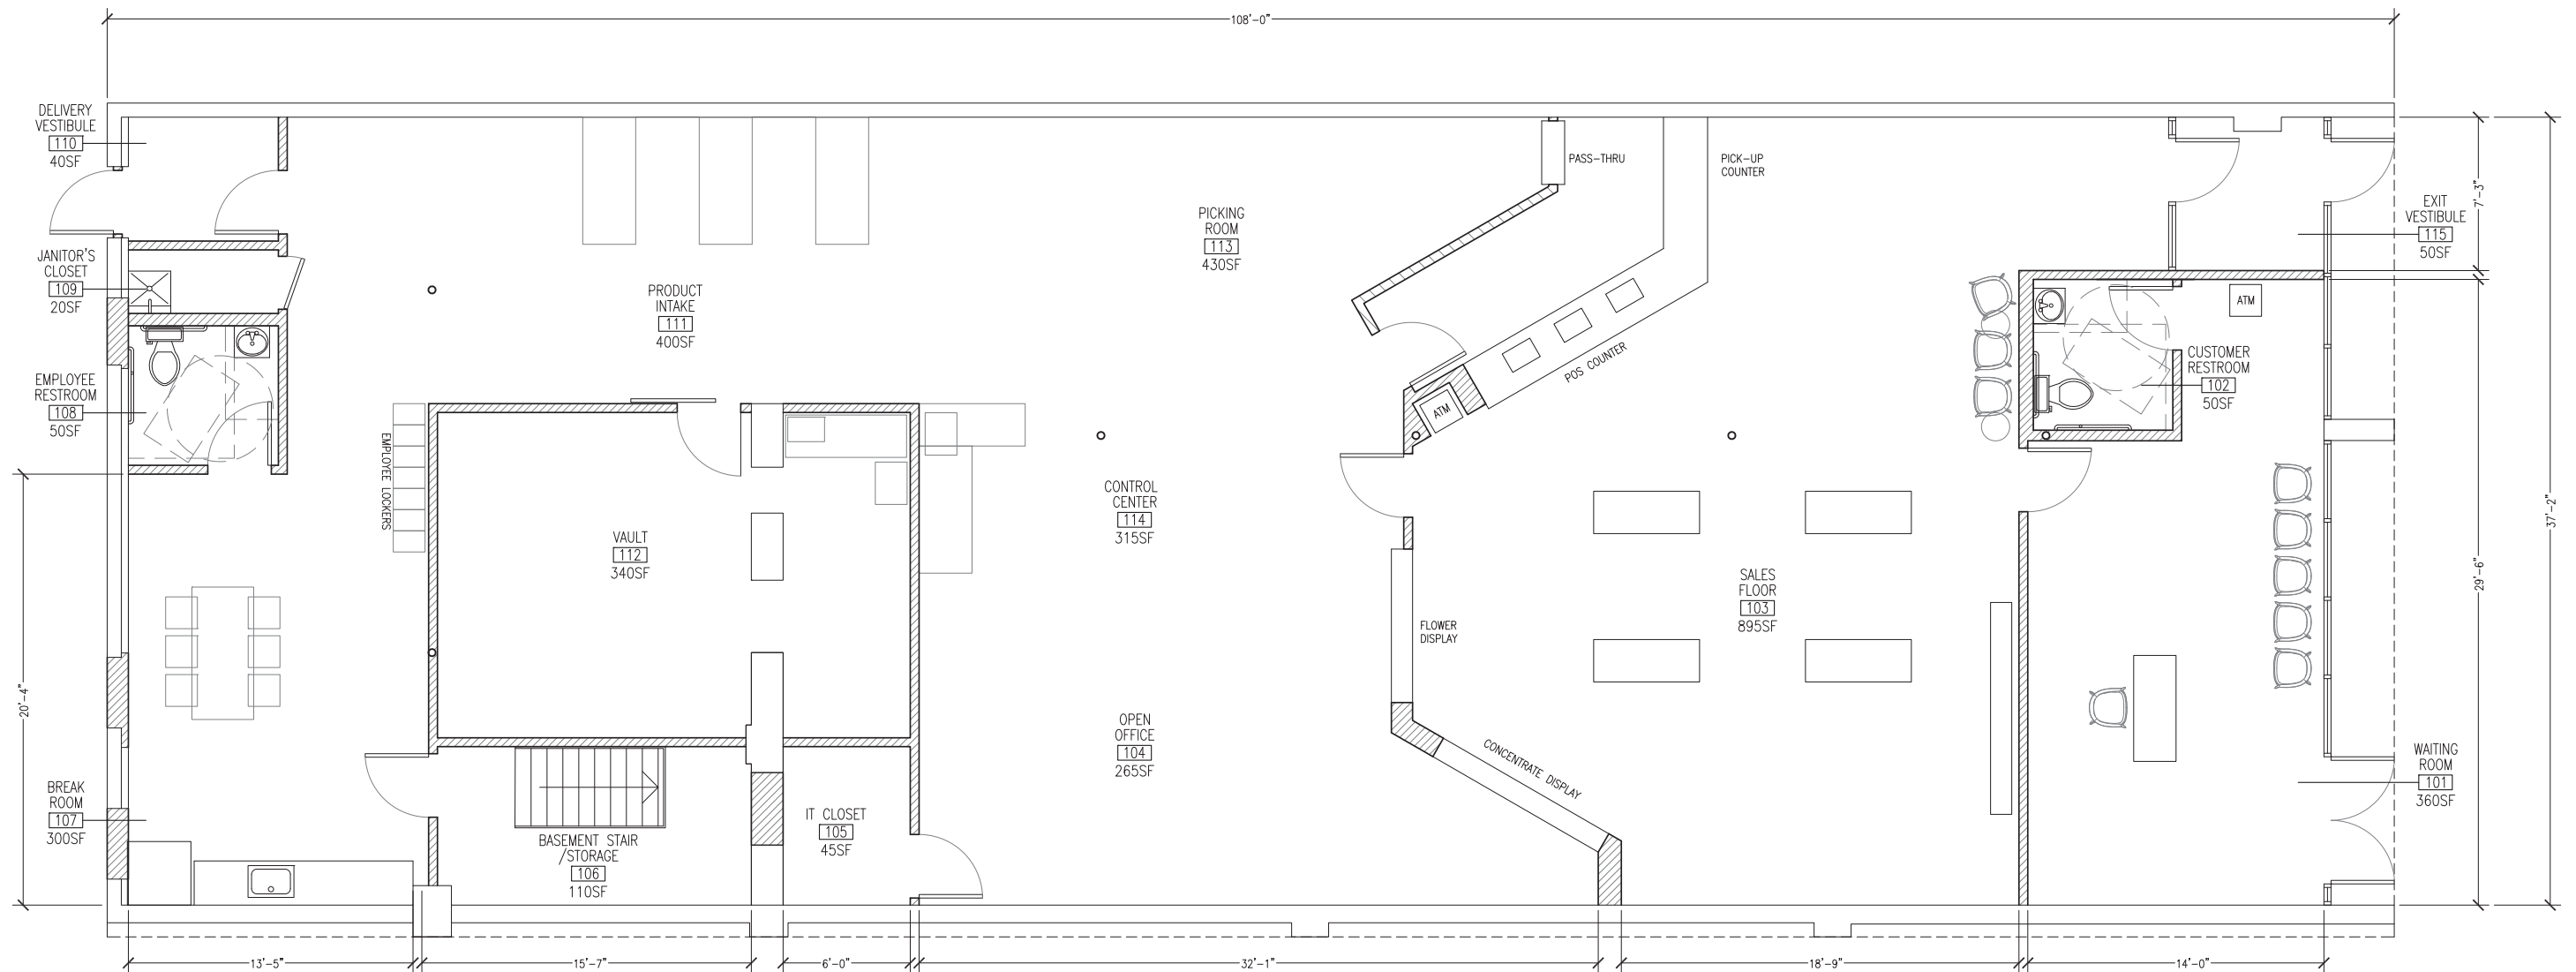 108'-0"
DELIVERY
VESTIBULE
110
40SF
JANITOR'S
CLOSET
109
20SF
EMPLOYEE
RESTROOM
108
50SF
20'-4"
BREAK
ROOM
107
300SF
EMPLOYEE LOCKERS
PRODUCT
INTAKE
111
400SF
VAULT
112
340SF
BASEMENT STAIR
/STORAGE
106
110SF
IT CLOSET
105
45SF
PICKING
ROOM
113
430SF
CONTROL
CENTER
114
315SF
OPEN
OFFICE
104
265SF
PASS-THRU
PICK-UP
COUNTER
POS COUNTER
ATM
FLOWER
DISPLAY
CONCENTRATE DISPLAY
SALES
FLOOR
103
895SF
ATM
CUSTOMER
RESTROOM
102
50SF
EXIT
VESTIBULE
115
50SF
WAITING
ROOM
101
360SF
7'-3"
29'-6"
37'-2"
13'-5"
15'-7"
6'-0"
32'-1"
18'-9"
14'-0"